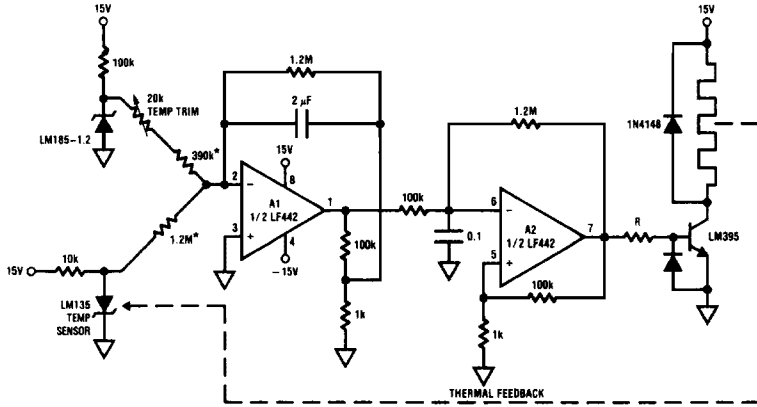 15V
15V
100k
1.2M
20k
TEMP TRIM
2 µF
1.2M
1N4148
LM185-1.2
390k*
15V
8
2
-
A1
1/2 LF442
1
3
+
4
-15V
100k
6
-
A2
1/2 LF442
7
R
LM395
0.1
5
+
1.2M*
100k
15V
10k
100k
LM135
TEMP
SENSOR
1k
1k
THERMAL FEEDBACK